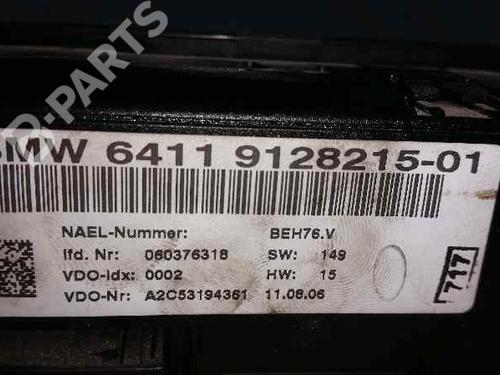 B-PARTS
BMW 6411 9128215-01
NAEL-Nummer: BEH76.V
lfd. Nr: 060376318 SW: 149
VDO-Idx: 0002 HW: 15
VDO-Nr: A2C53194361 11.08.06
717